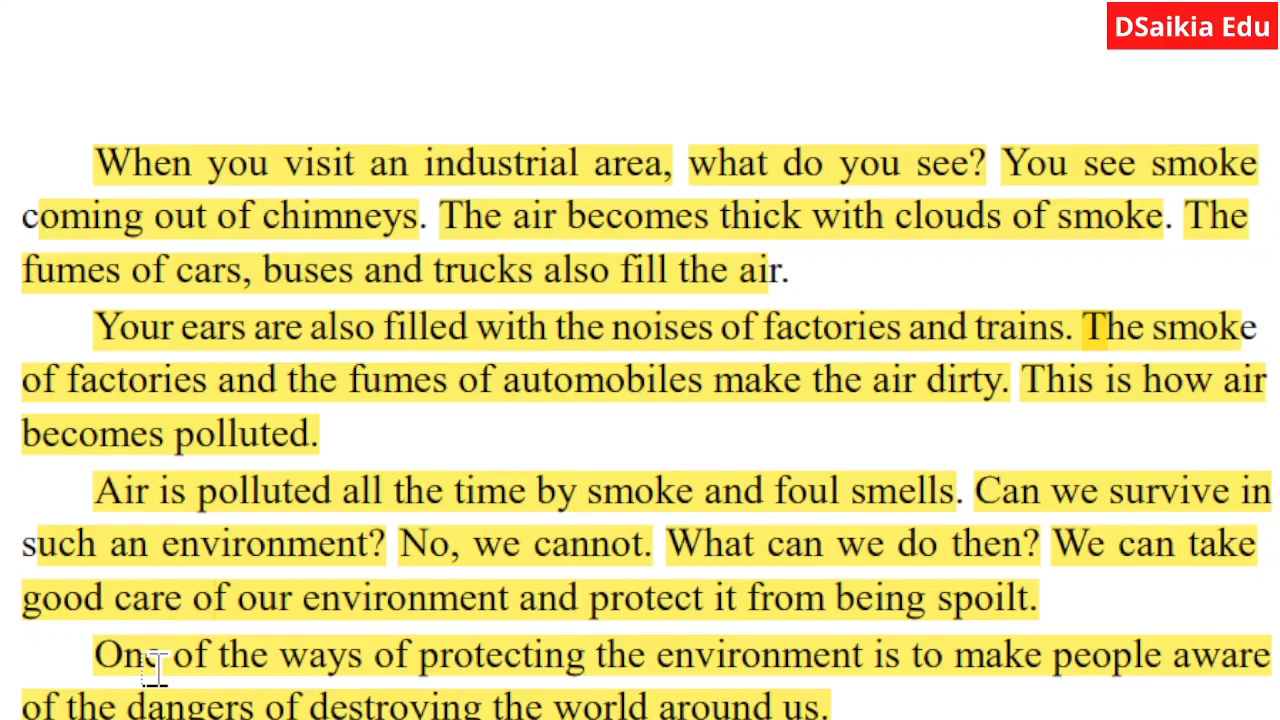 DSaikia Edu
When you visit an industrial area, what do you see? You see smoke
coming out of chimneys. The air becomes thick with clouds of smoke. The
fumes of cars, buses and trucks also fill the air.
Your ears are also filled with the noises of factories and trains. The smoke
of factories and the fumes of automobiles make the air dirty. This is how air
becomes polluted.
Air is polluted all the time by smoke and foul smells. Can we survive in
such an environment? No, we cannot. What can we do then? We can take
good care of our environment and protect it from being spoilt.
One of the ways of protecting the environment is to make people aware
of the dangers of destroying the world around us.